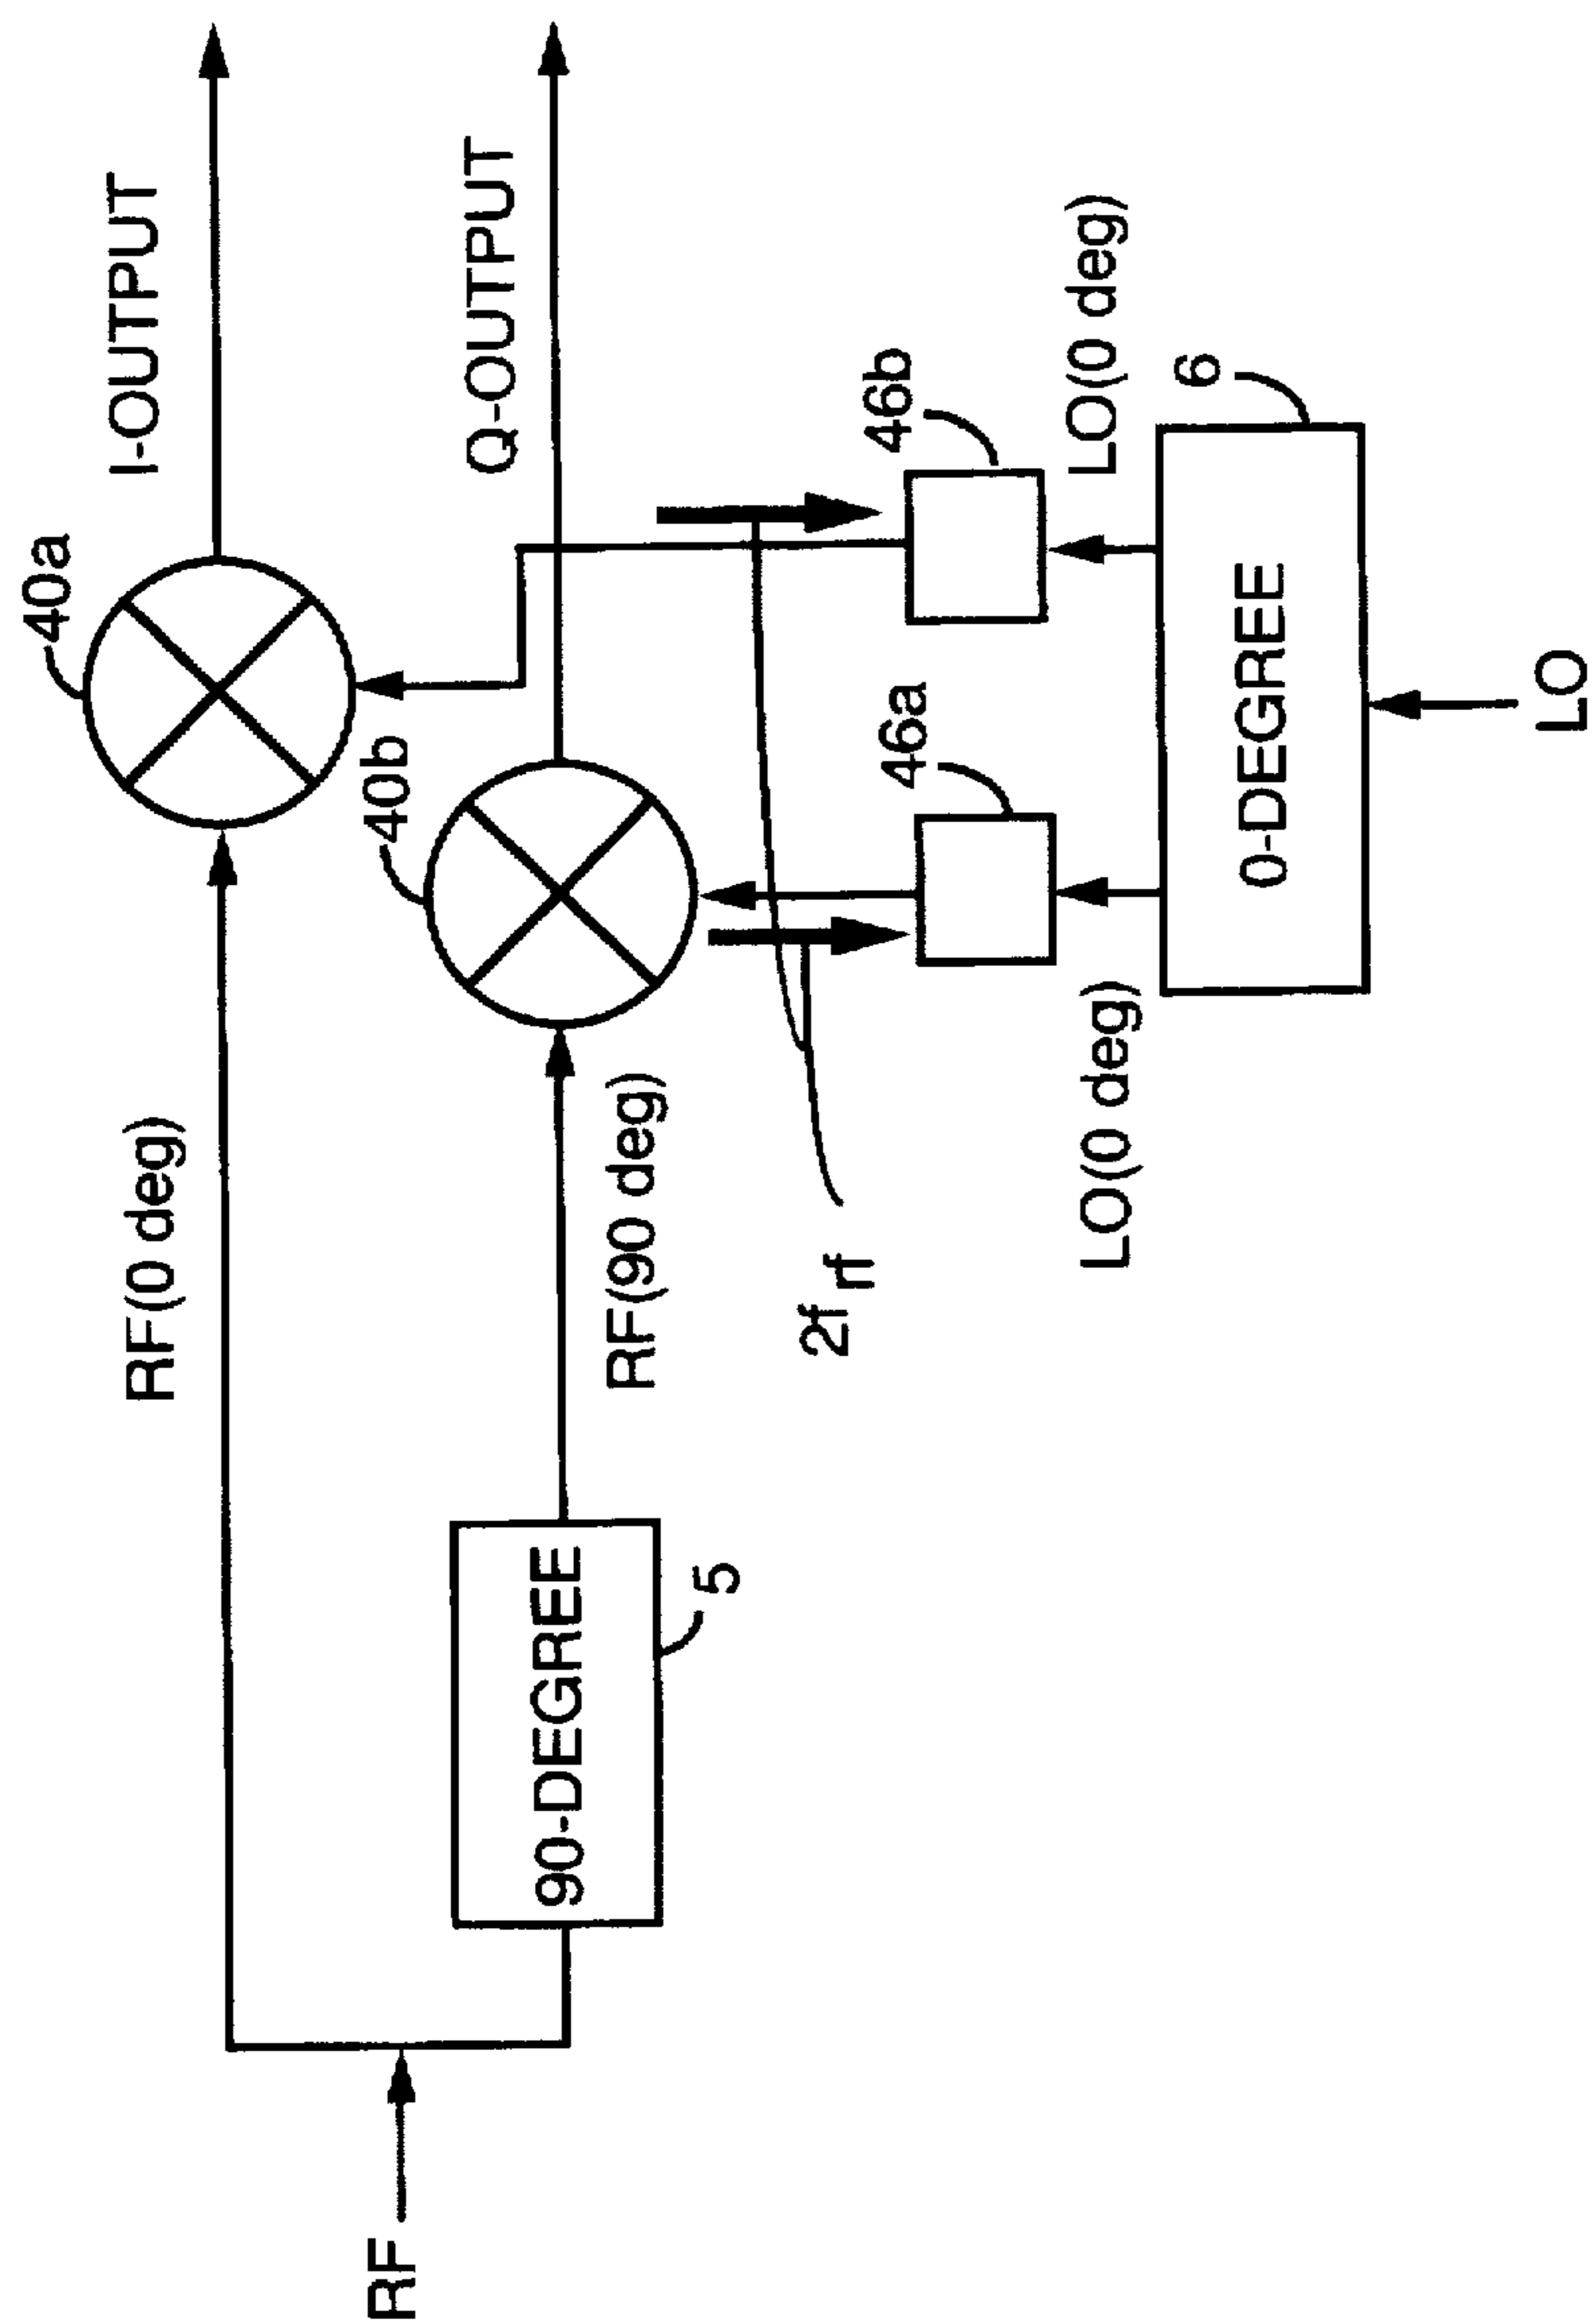 40a
I-OUTPUT
RF(0 deg)
40b
Q-OUTPUT
RF
90-DEGREE
RF(90 deg)
5
2f rf
46a
46b
LO(0 deg)
LO(0 deg)
6
0-DEGREE
LO